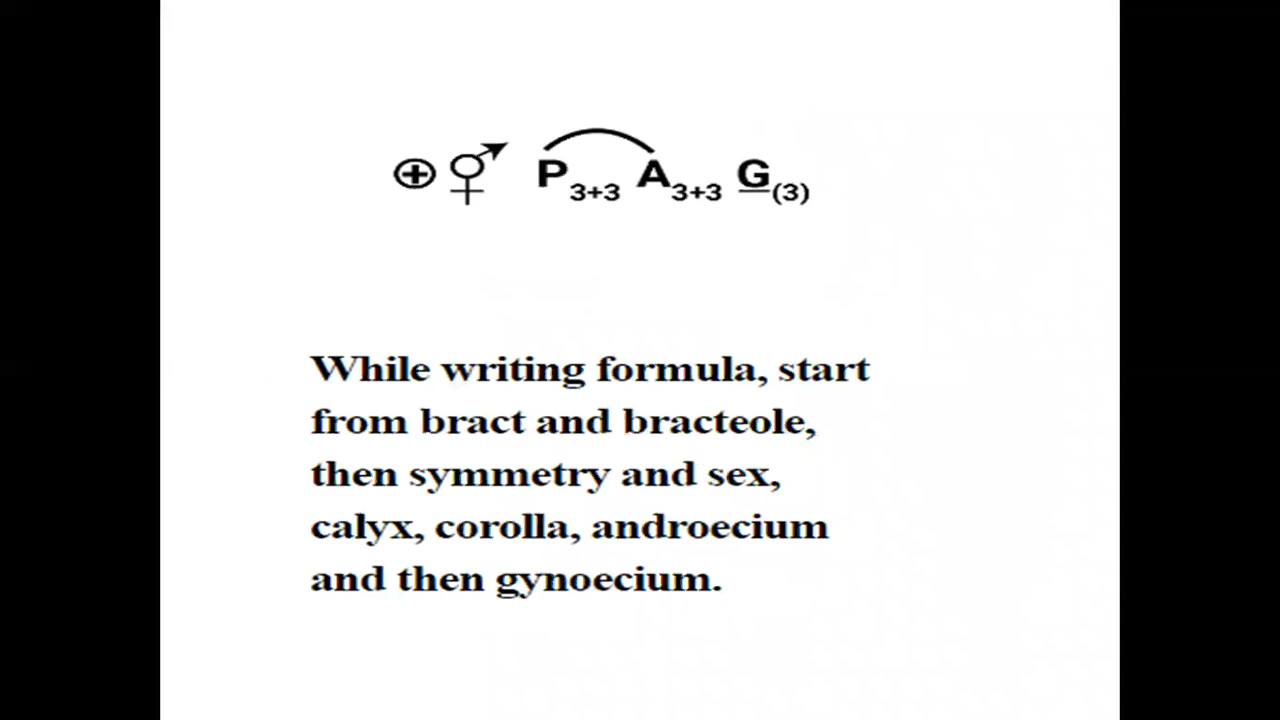 ⊕ ⚥ P3+3 A3+3 G(3)
While writing formula, start
from bract and bracteole,
then symmetry and sex,
calyx, corolla, androecium
and then gynoecium.